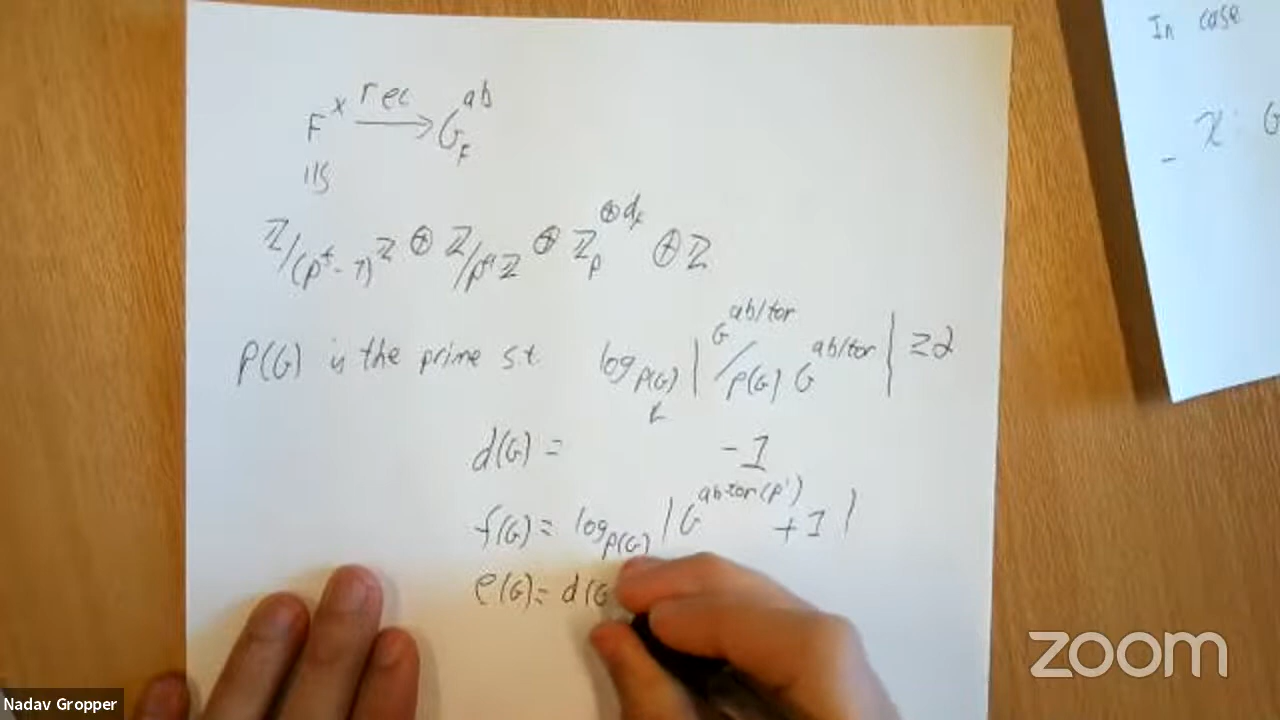 F^× rec → G_F^ab
≀||
Z/(p^f - 1)Z ⊕ Z/p^a Z ⊕ Z_p^⊕d_F ⊕ Z
P(G) is the prime s.t. log_P(G) | G^ab/tor / p(G) G^ab/tor | ≥ 2
d(G) = - 1
f(G) = log_P(G) | G^ab-tor(p') + 1 |
e(G) = d(G
In case
- χ: G
zoom
Nadav Gropper